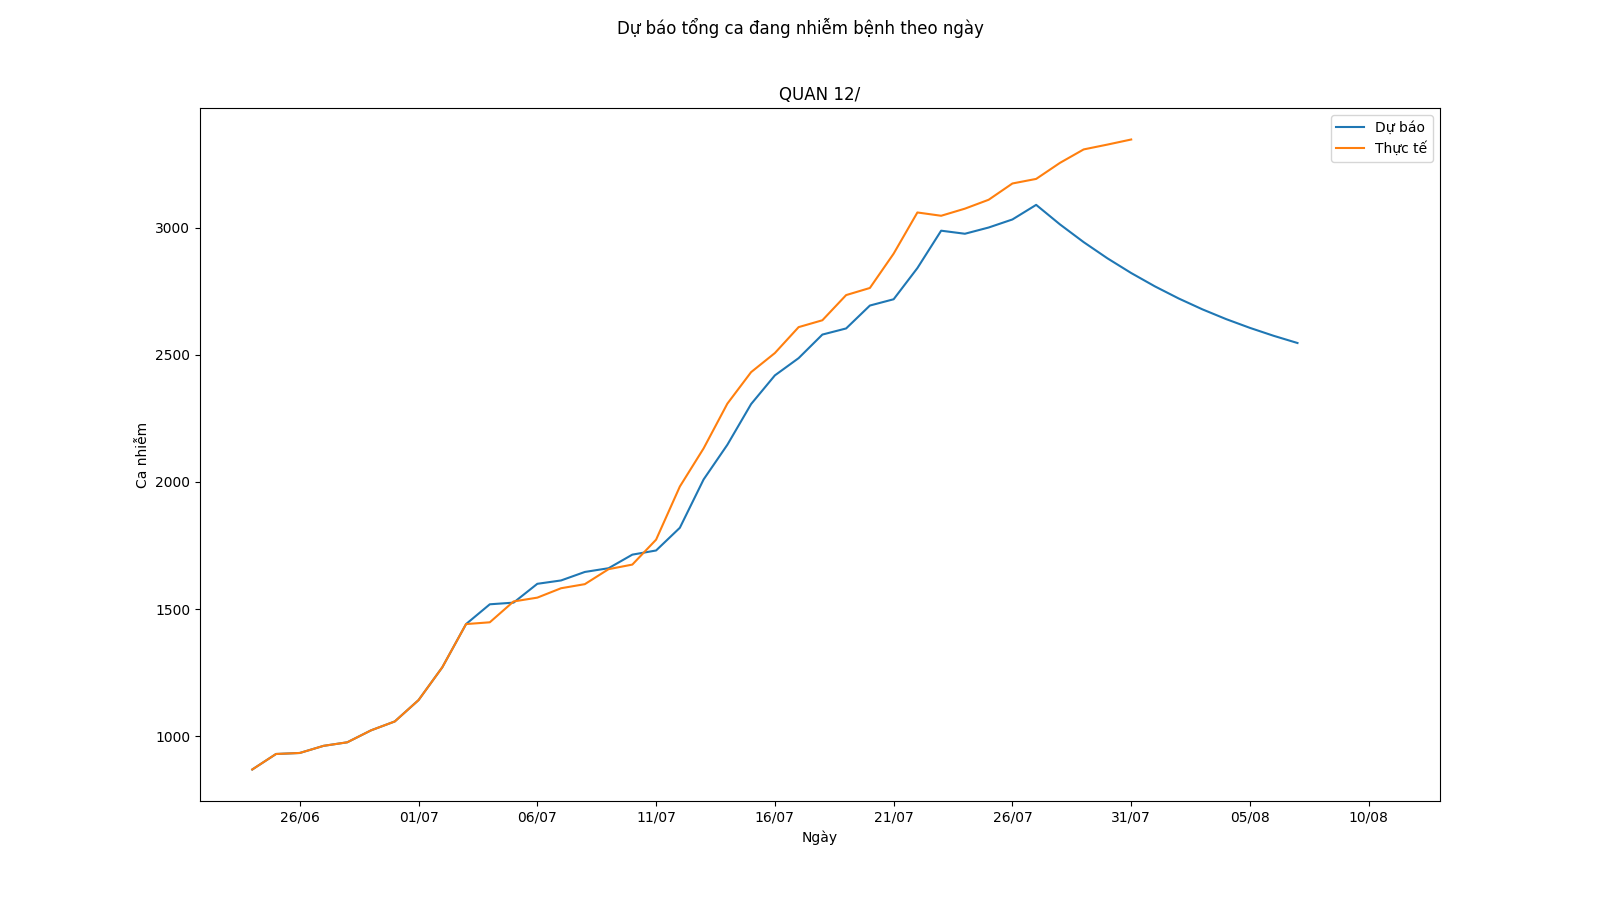 Dự báo tổng ca đang nhiễm bệnh theo ngày
QUAN 12/
Dự báo
Thực tế
3000
2500
2000
1500
1000
Ca nhiễm
26/06 01/07 06/07 11/07 16/07 21/07 26/07 31/07 05/08 10/08
Ngày